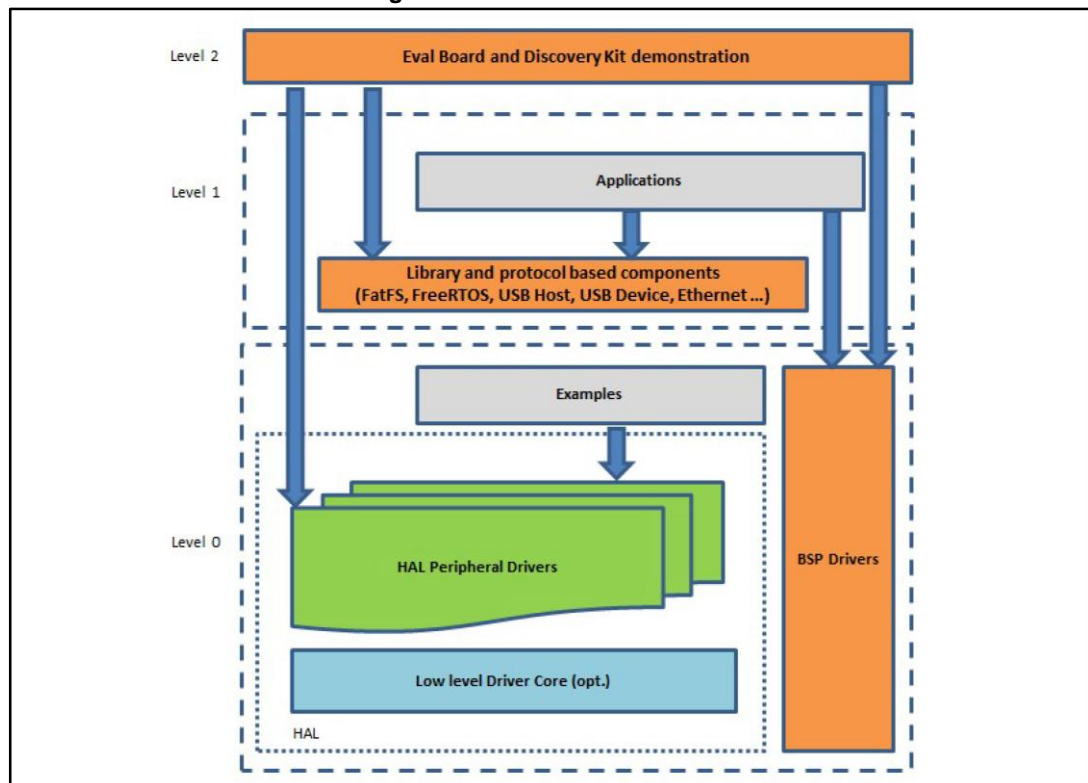 Level 2
Eval Board and Discovery Kit demonstration
Level 1
Applications
Library and protocol based components
(FatFS, FreeRTOS, USB Host, USB Device, Ethernet ...)
Examples
Level 0
HAL Peripheral Drivers
BSP Drivers
Low level Driver Core (opt.)
HAL